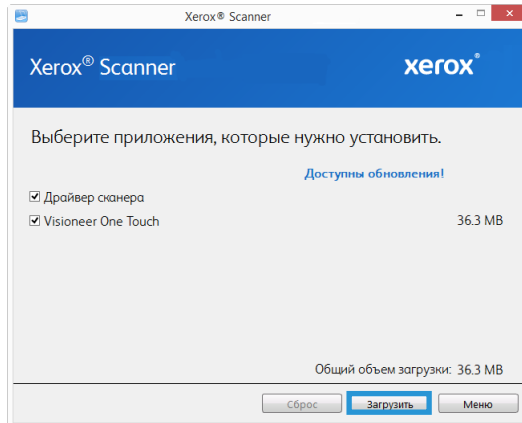 Xerox® Scanner
Xerox® Scanner
xerox®
Выберите приложения, которые нужно установить.
Доступны обновления!
Драйвер сканера
Visioneer One Touch 36.3 MB
Общий объем загрузки: 36.3 MB
Сброс Загрузить Меню